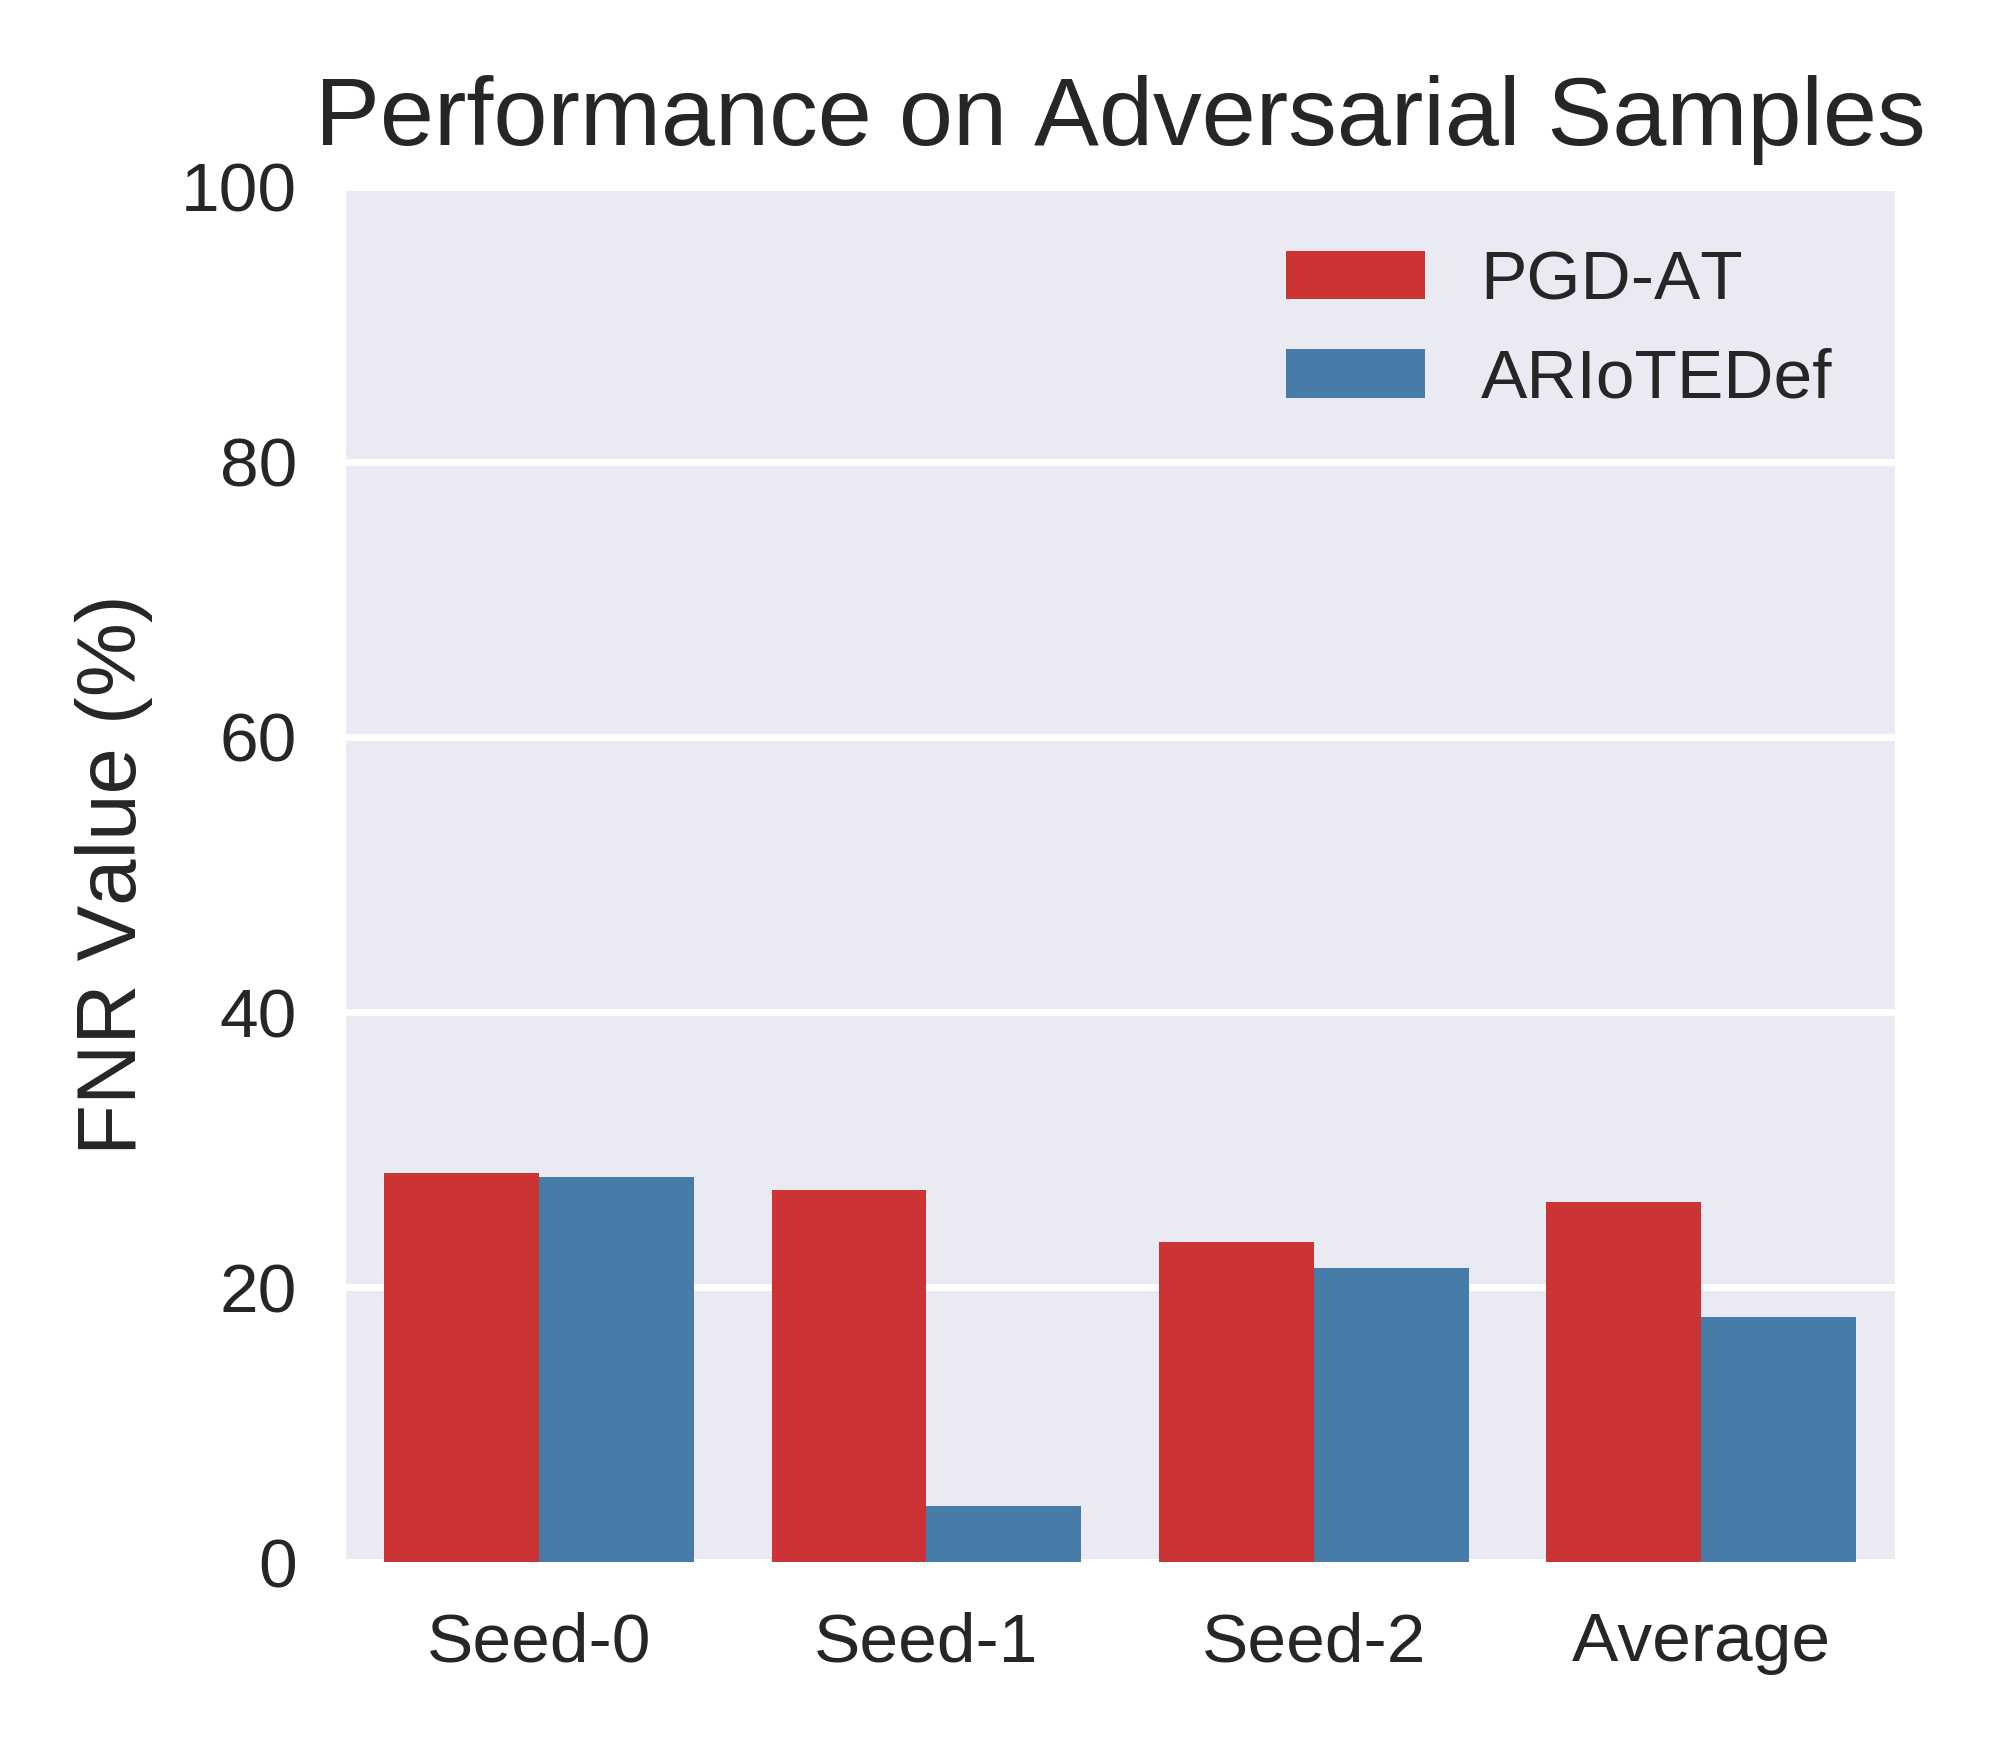 Performance on Adversarial Samples
100
80
60
40
20
0
FNR Value (%)
PGD-AT
ARIoTEDef
Seed-0
Seed-1
Seed-2
Average